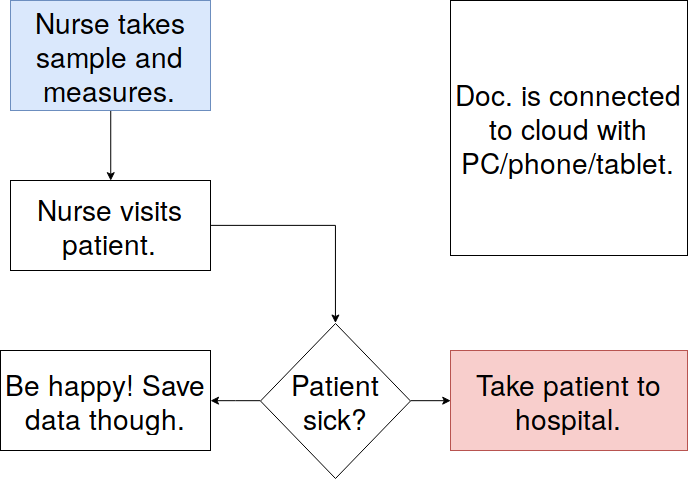 Nurse takes
sample and
measures.
Doc. is connected
to cloud with
PC/phone/tablet.
Nurse visits
patient.
Be happy! Save
data though.
Patient
sick?
Take patient to
hospital.